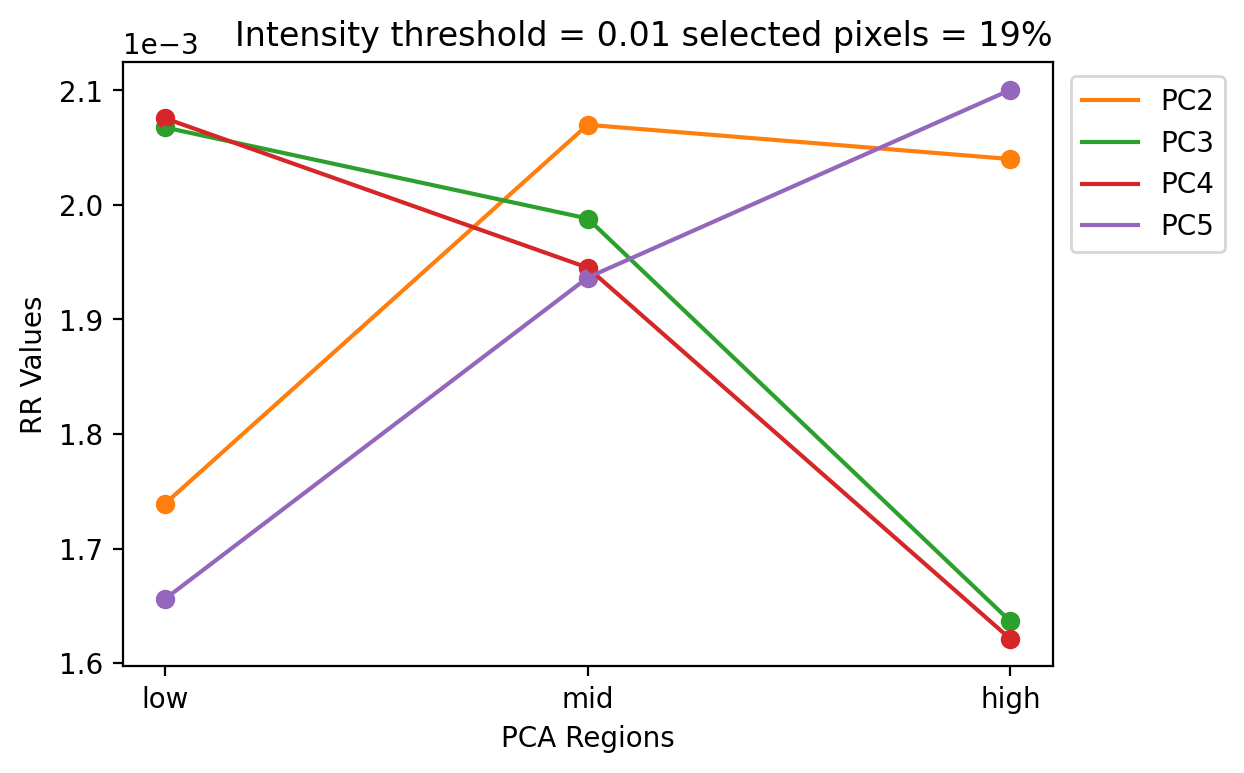 1e−3
Intensity threshold = 0.01 selected pixels = 19%
2.1
2.0
1.9
1.8
1.7
1.6
RR Values
low
mid
high
PCA Regions
PC2
PC3
PC4
PC5